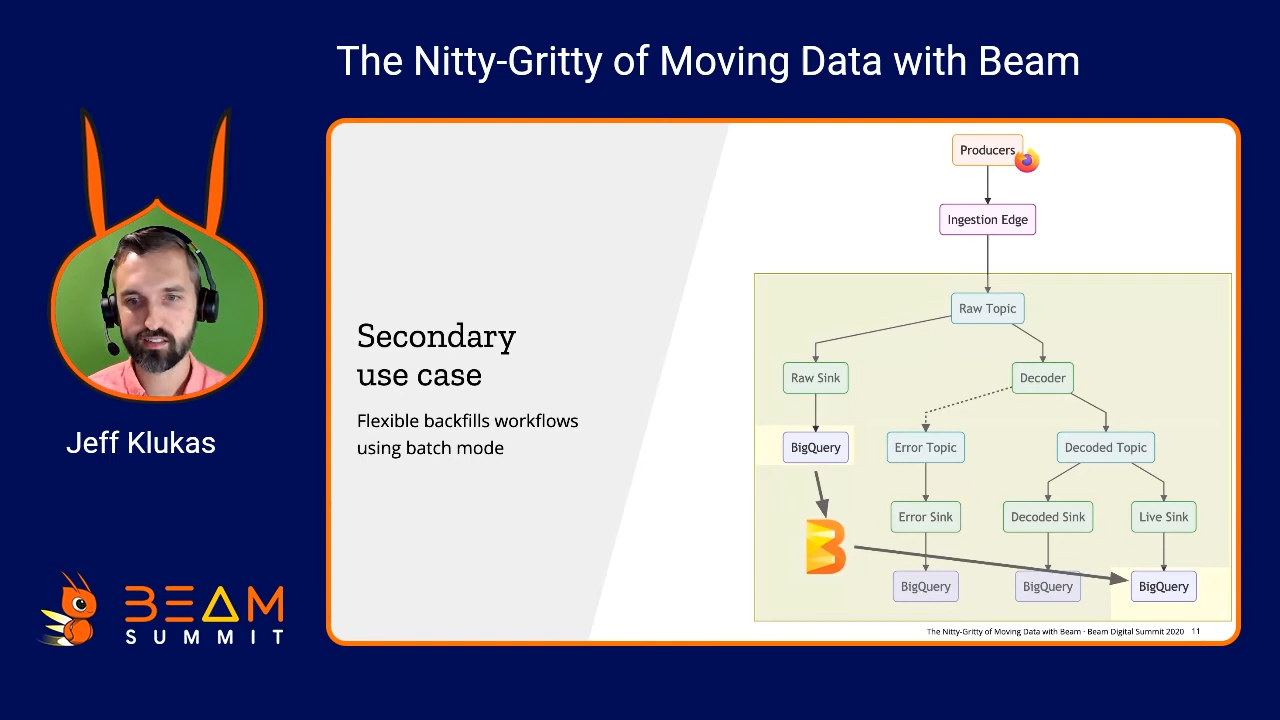 The Nitty-Gritty of Moving Data with Beam
Jeff Klukas
BEAM
SUMMIT
Secondary
use case
Flexible backfills workflows
using batch mode
Producers
Ingestion Edge
Raw Topic
Raw Sink
Decoder
BigQuery
Error Topic
Decoded Topic
Error Sink
Decoded Sink
Live Sink
BigQuery
BigQuery
BigQuery
The Nitty-Gritty of Moving Data with Beam · Beam Digital Summit 2020 11